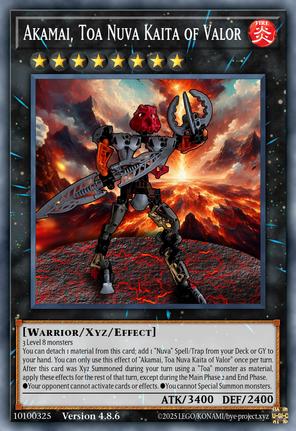 Akamai, Toa Nuva Kaita of Valor
FIRE
炎
[Warrior/Xyz/Effect]
3 Level 8 monsters
You can detach 1 material from this card; add 1 "Nuva" Spell/Trap from your Deck or GY to
your hand. You can only use this effect of "Akamai, Toa Nuva Kaita of Valor" once per turn.
After this card was Xyz Summoned during your turn using a "Toa" monster as material,
apply these effects for the rest of that turn, except during the Main Phase 2 and End Phase.
●Your opponent cannot activate cards or effects. ●You cannot Special Summon monsters.
ATK/3400 DEF/2400
10100325 Version 4.8.6 ©2025 LEGO/KONAMI/bye-project.xyz